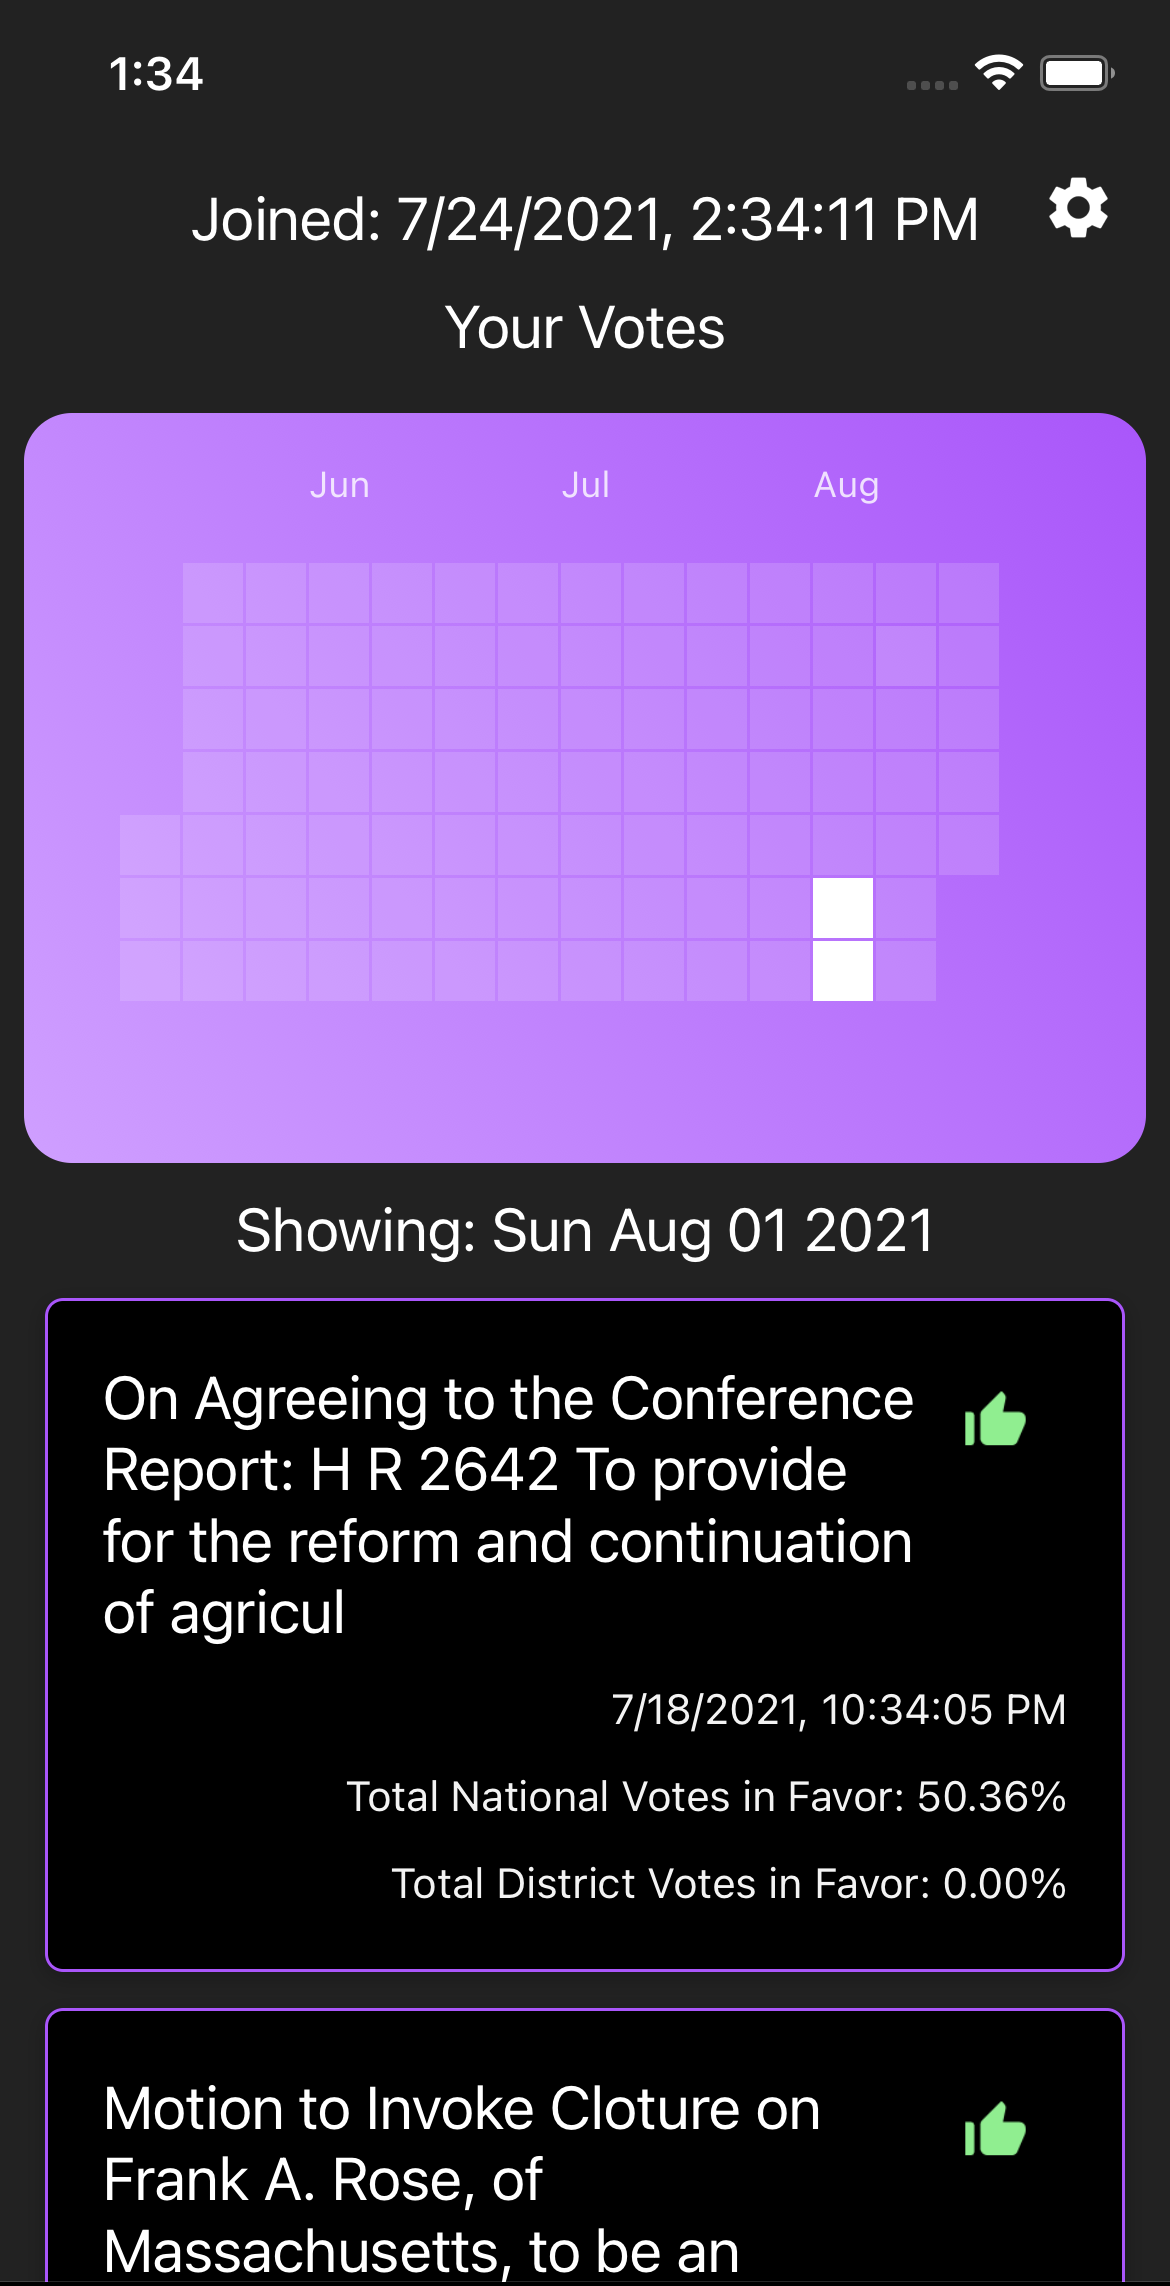 1:34
Joined: 7/24/2021, 2:34:11 PM
Your Votes
Jun Jul Aug
Showing: Sun Aug 01 2021
On Agreeing to the Conference
Report: H R 2642 To provide
for the reform and continuation
of agricul
7/18/2021, 10:34:05 PM
Total National Votes in Favor: 50.36%
Total District Votes in Favor: 0.00%
Motion to Invoke Cloture on
Frank A. Rose, of
Massachusetts, to be an